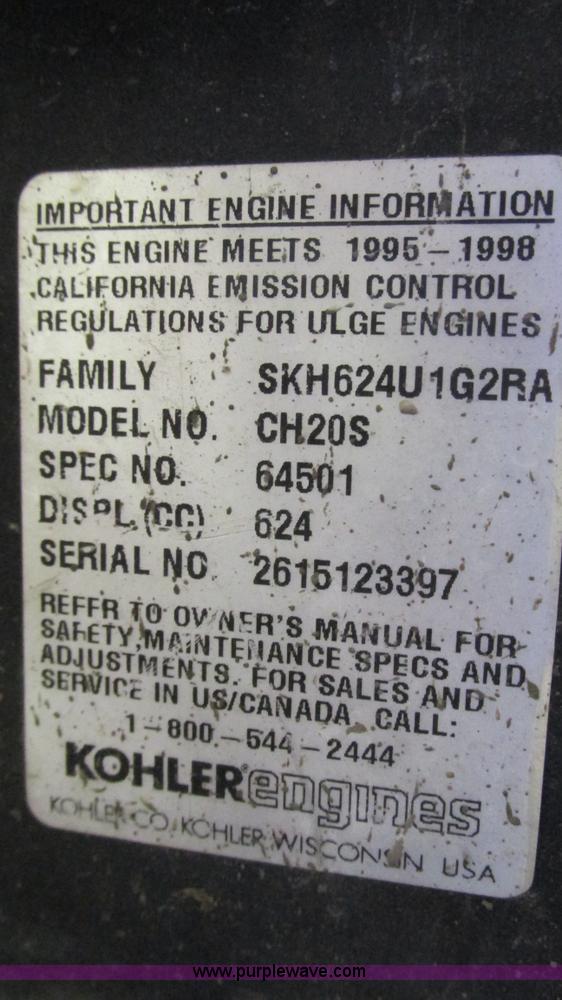 IMPORTANT ENGINE INFORMATION
THIS ENGINE MEETS 1995-1998
CALIFORNIA EMISSION CONTROL
REGULATIONS FOR ULGE ENGINES
FAMILY SKH624U1G2RA
MODEL NO. CH20S
SPEC NO. 64501
DISPL. (CC) 624
SERIAL NO 2615123397
REFER TO OWNER'S MANUAL FOR
SAFETY, MAINTENANCE SPECS AND
ADJUSTMENTS. FOR SALES AND
SERVICE IN US/CANADA CALL:
1-800-544-2444
KOHLER engines
KOHLER CO. KOHLER WISCONSIN USA
www.purplewave.com